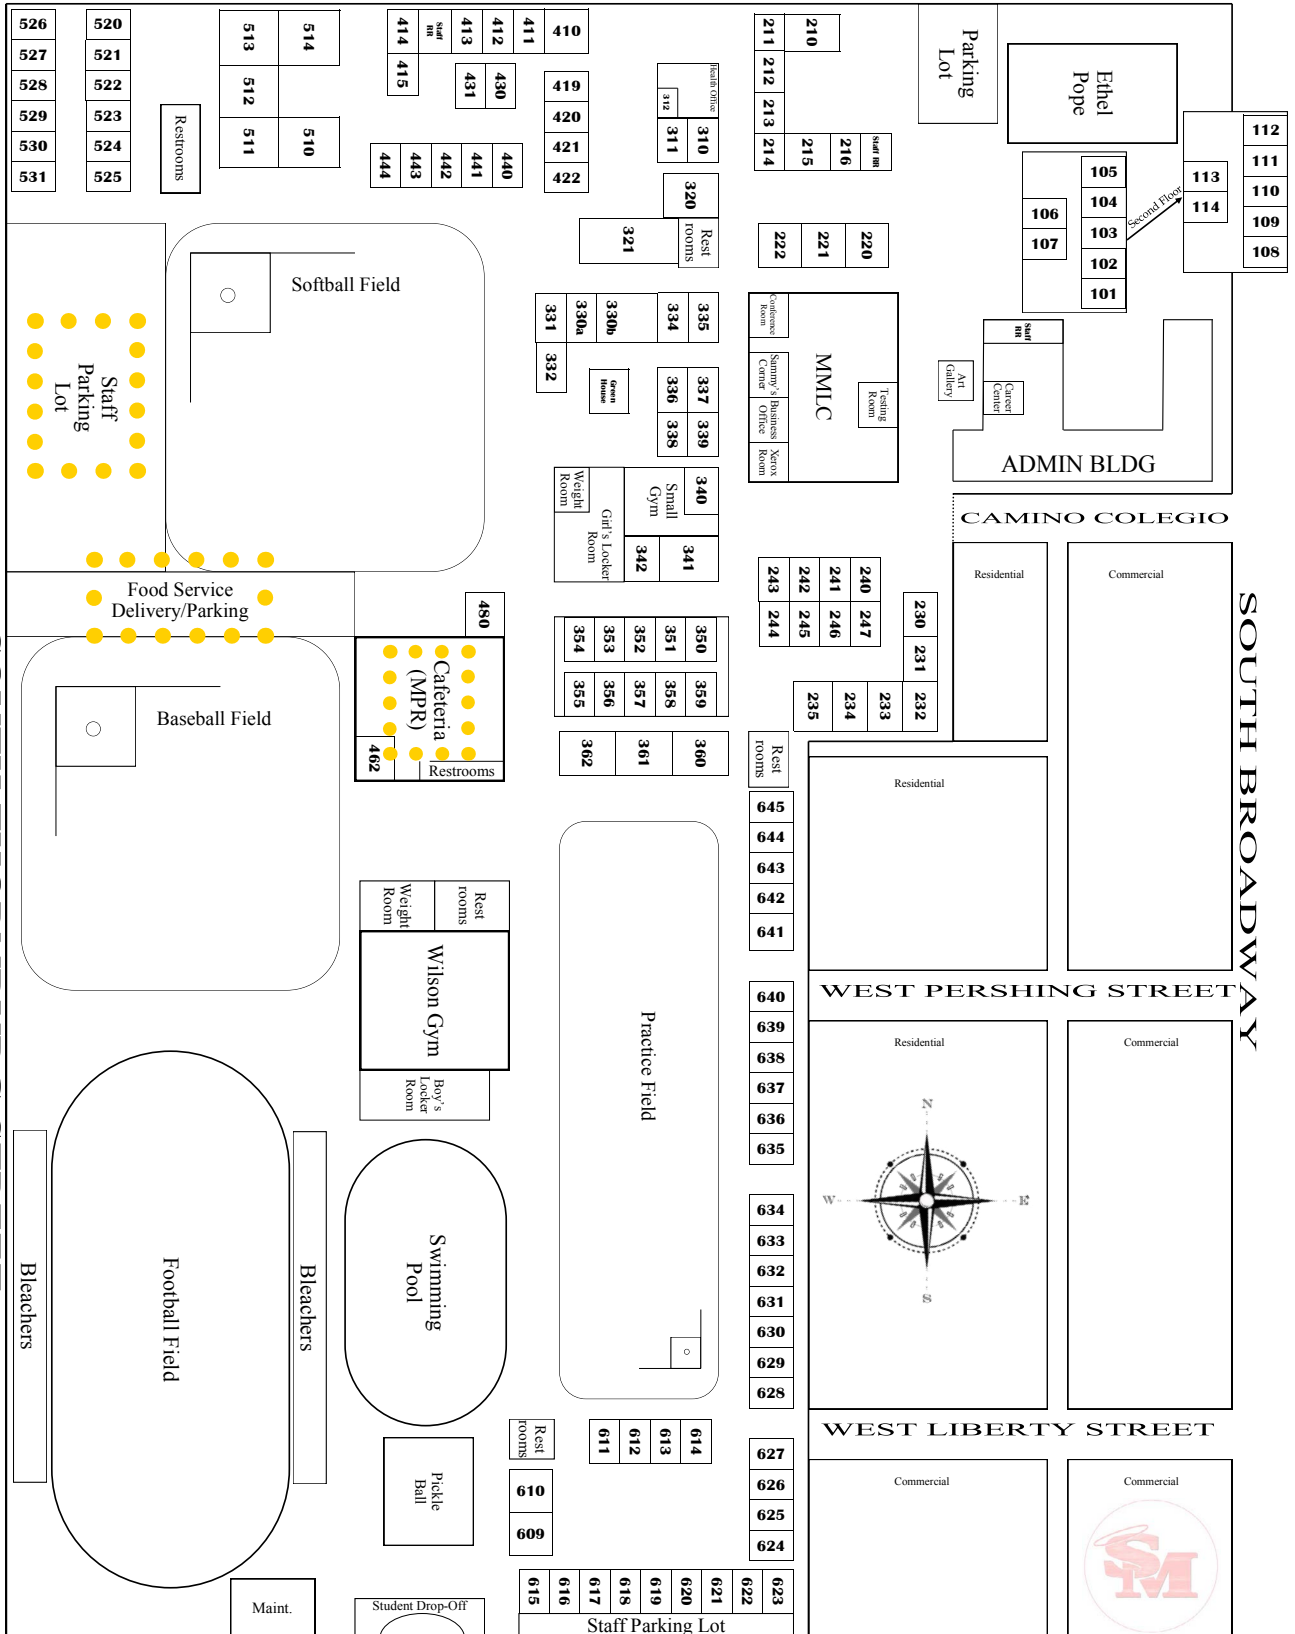 526
527
528
529
530
531
520
521
522
523
524
525
Restrooms
513
514
512
511
510
414
Staff
RR
413
412
411
410
415
431
430
419
420
421
422
444
443
442
441
440
Health Office
312
311
310
320
321
Rest
rooms
211
210
212
213
214
215
216
Staff RR
222
221
220
Parking
Lot
Ethel
Pope
105
104
103
102
101
106
107
Second Floor
113
114
112
111
110
109
108
Softball Field
Staff
Parking
Lot
331
330a
330b
334
335
332
Green
House
336
337
338
339
Conference
Room
Sammy's
Corner
Business
Office
Xerox
Room
MMLC
Testing
Room
Staff
RR
Art
Gallery
Career
Center
ADMIN BLDG
CAMINO COLEGIO
Weight
Room
Girl's Locker
Room
Small
Gym
340
342
341
Food Service
Delivery/Parking
480
Cafeteria
(MPR)
462
Restrooms
Baseball Field
354
353
352
351
350
355
356
357
358
359
362
361
360
243
242
241
240
244
245
246
247
230
231
235
234
233
232
Residential
Commercial
SOUTH BROADWAY
Rest
rooms
645
644
643
642
641
Residential
WEST PERSHING STREET
640
639
638
637
636
635
634
633
632
631
630
629
628
Residential
Commercial
N
W
E
S
WEST LIBERTY STREET
Weight
Room
Rest
rooms
Wilson Gym
Boy's
Locker
Room
Practice Field
Bleachers
Football Field
Bleachers
Swimming
Pool
Pickle
Ball
Rest
rooms
610
609
611
612
613
614
627
626
625
624
Commercial
Commercial
SM
Maint.
Student Drop-Off
615
616
617
618
619
620
621
622
623
Staff Parking Lot